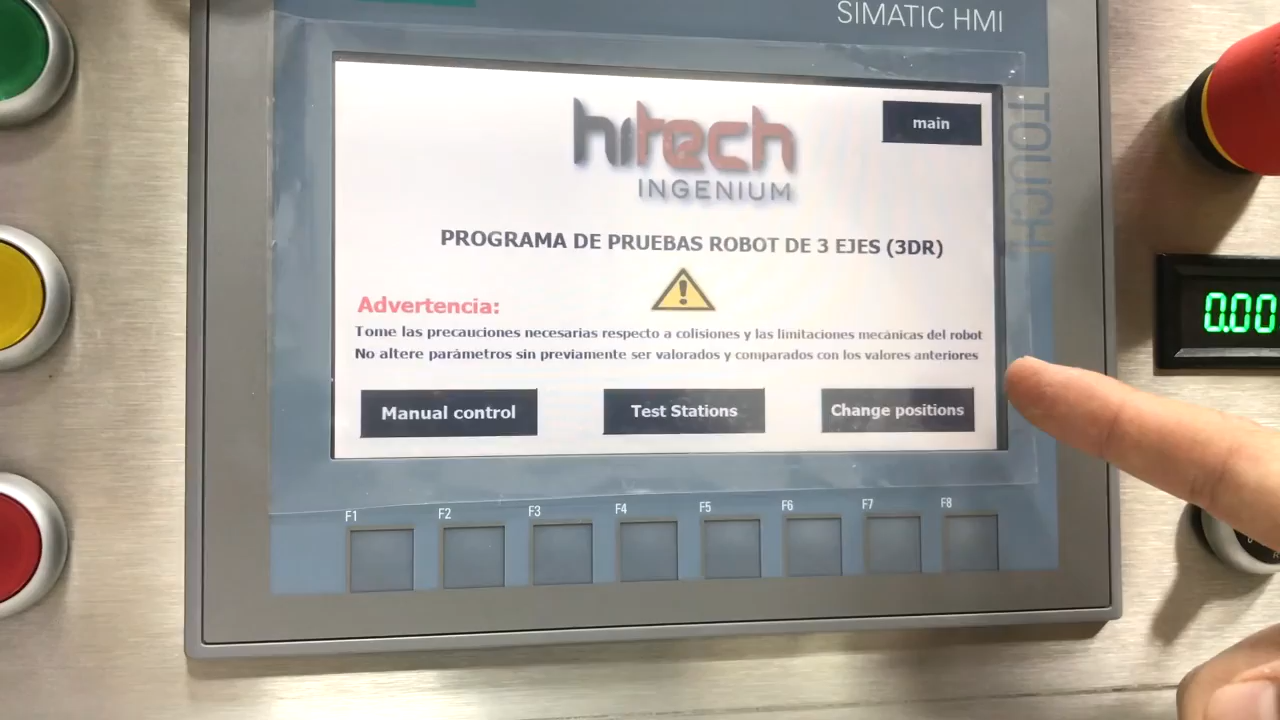 SIMATIC HMI
TOUCH
hitech
INGENIUM
main
PROGRAMA DE PRUEBAS ROBOT DE 3 EJES (3DR)
Advertencia:
Tome las precauciones necesarias respecto a colisiones y las limitaciones mecánicas del robot
No altere parámetros sin previamente ser valorados y comparados con los valores anteriores
Manual control
Test Stations
Change positions
F1 F2 F3 F4 F5 F6 F7 F8
0.00